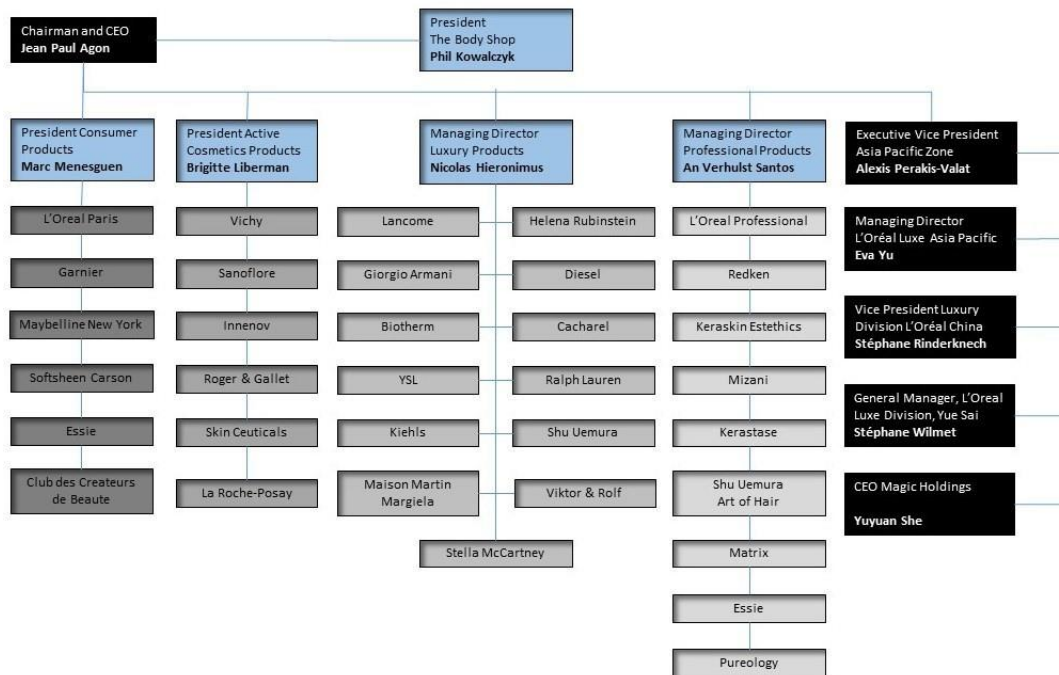 Chairman and CEO
Jean Paul Agon
President
The Body Shop
Phil Kowalczyk
President Consumer
Products
Marc Menesguen
President Active
Cosmetics Products
Brigitte Liberman
Managing Director
Luxury Products
Nicolas Hieronimus
Managing Director
Professional Products
An Verhulst Santos
Executive Vice President
Asia Pacific Zone
Alexis Perakis-Valat
L'Oreal Paris
Garnier
Maybelline New York
Softsheen Carson
Essie
Club des Createurs
de Beaute
Vichy
Sanoflore
Innenov
Roger & Gallet
Skin Ceuticals
La Roche-Posay
Lancome
Helena Rubinstein
Giorgio Armani
Diesel
Biotherm
Cacharel
YSL
Ralph Lauren
Kiehls
Shu Uemura
Maison Martin
Margiela
Viktor & Rolf
Stella McCartney
L'Oreal Professional
Redken
Keraskin Estethics
Mizani
Kerastase
Shu Uemura
Art of Hair
Matrix
Essie
Pureology
Managing Director
L'Oréal Luxe Asia Pacific
Eva Yu
Vice President Luxury
Division L'Oréal China
Stéphane Rinderknech
General Manager, L'Oreal
Luxe Division, Yue Sai
Stéphane Wilmet
CEO Magic Holdings
Yuyuan She